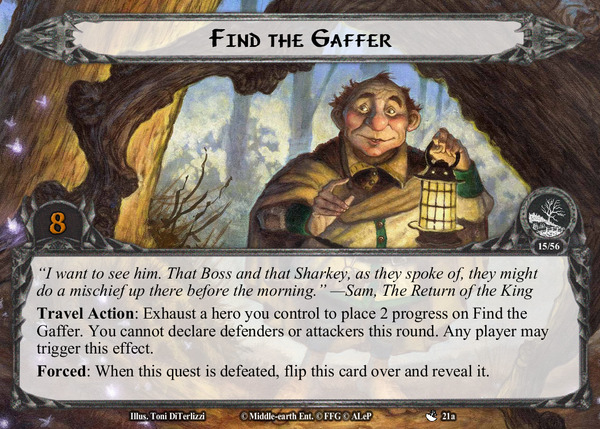 FIND THE GAFFER
8
15/56
“I want to see him. That Boss and that Sharkey, as they spoke of, they might
do a mischief up there before the morning.” —Sam, The Return of the King
Travel Action: Exhaust a hero you control to place 2 progress on Find the
Gaffer. You cannot declare defenders or attackers this round. Any player may
trigger this effect.
Forced: When this quest is defeated, flip this card over and reveal it.
Illus. Toni DiTerlizzi © Middle-earth Ent. © FFG © ALeP 21a